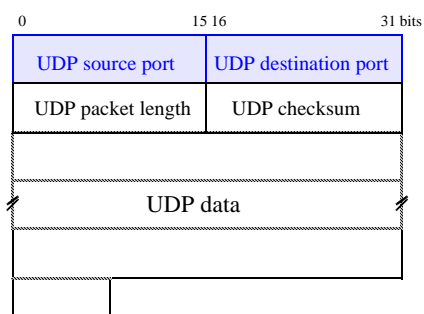 0 15 16 31 bits
UDP source port UDP destination port
UDP packet length UDP checksum
UDP data